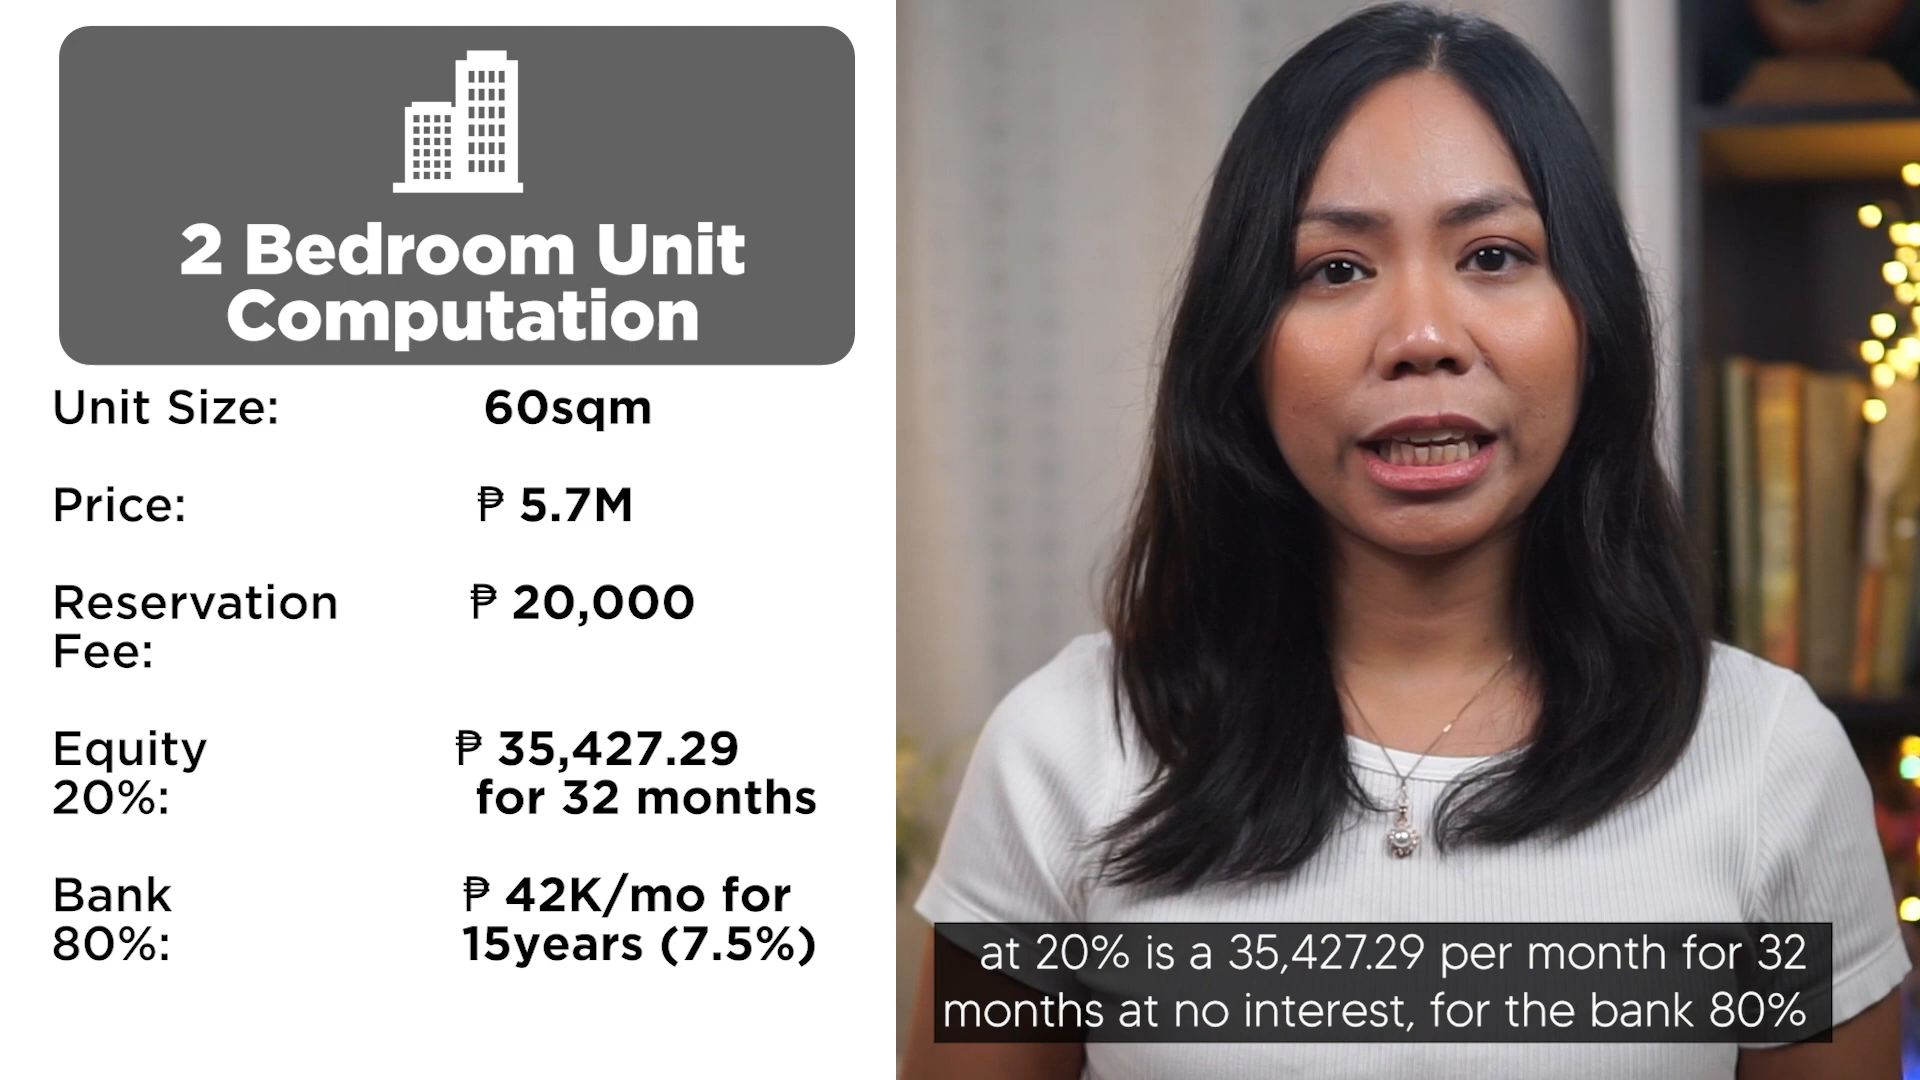 2 Bedroom Unit
Computation
Unit Size: 60sqm
Price: ₱ 5.7M
Reservation ₱ 20,000
Fee:
Equity ₱ 35,427.29
20%: for 32 months
Bank ₱ 42K/mo for
80%: 15years (7.5%)
at 20% is a 35,427.29 per month for 32
months at no interest, for the bank 80%